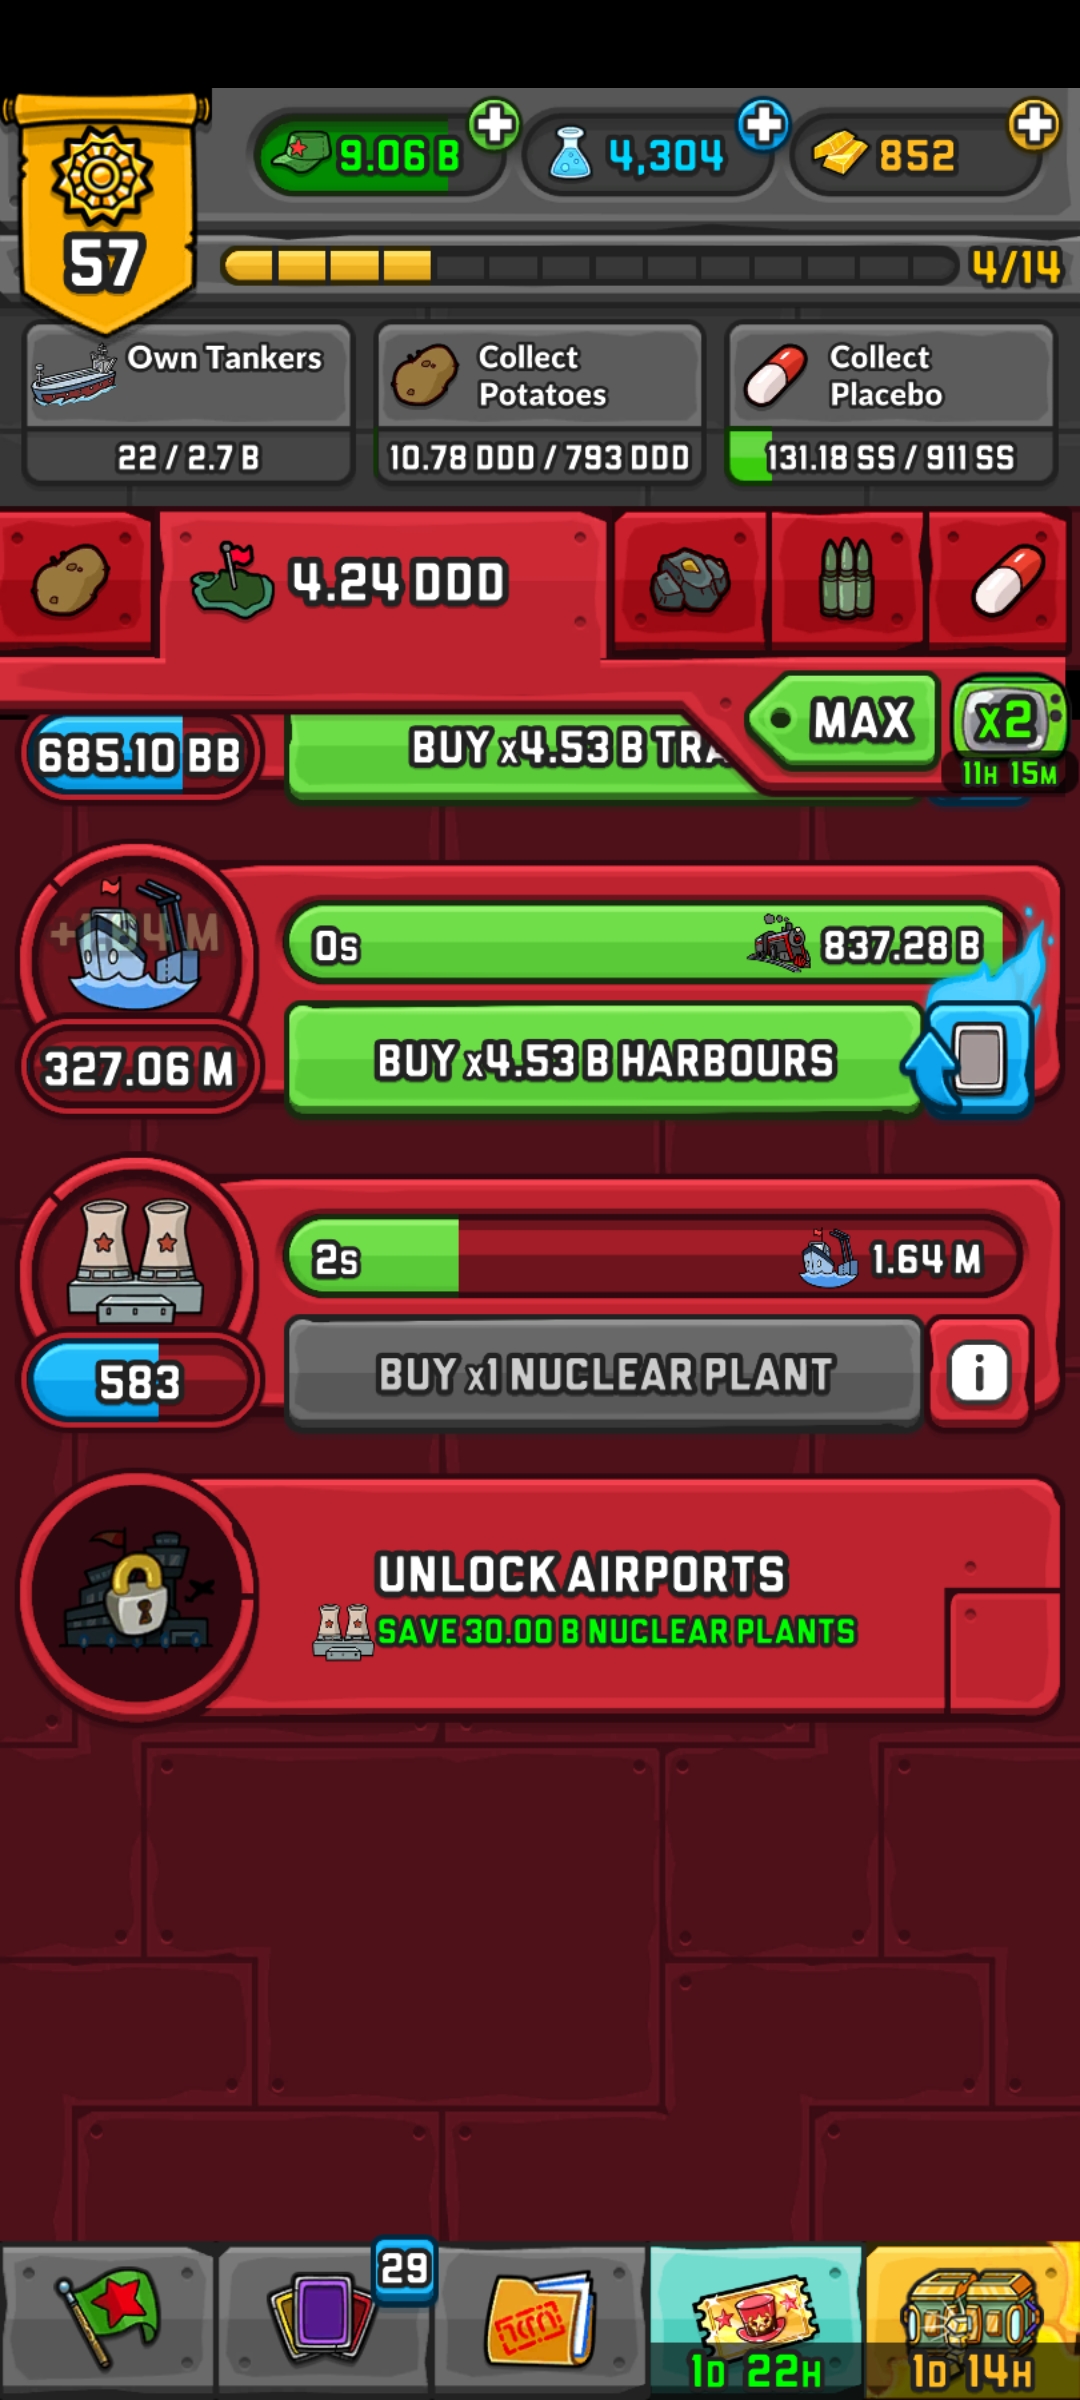 57
9.06 B
4,304
852
4/14
Own Tankers
22 / 2.7 B
Collect
Potatoes
10.78 DDD / 793 DDD
Collect
Placebo
131.18 SS / 911 SS
4.24 DDD
MAX
x2
11H 15M
685.10 BB
BUY x4.53 B
0s
837.28 B
327.06 M
BUY x4.53 B HARBOURS
2s
1.64 M
583
BUY x1 NUCLEAR PLANT
i
UNLOCK AIRPORTS
SAVE 30.00 B NUCLEAR PLANTS
29
1D 22H
1D 14H